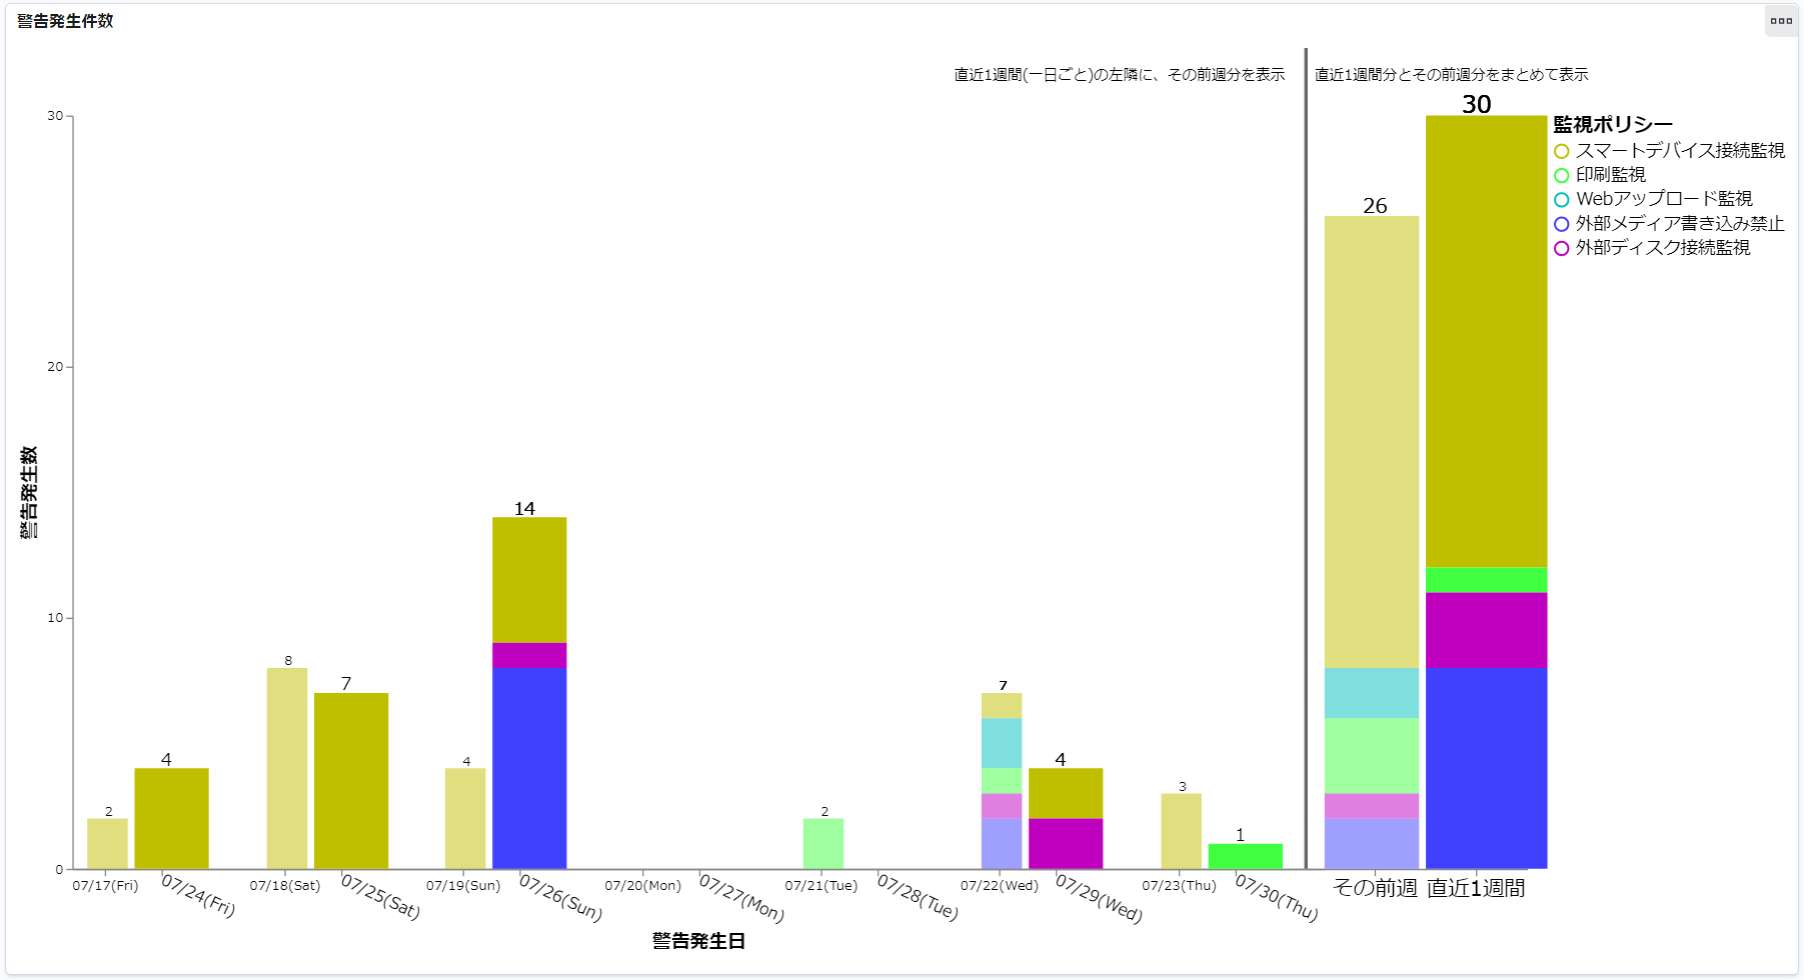 警告発生件数
直近1週間(一日ごと)の左隣に、その前週分を表示
直近1週間分とその前週分をまとめて表示
監視ポリシー
スマートデバイス接続監視
印刷監視
Webアップロード監視
外部メディア書き込み禁止
外部ディスク接続監視
警告発生数
30
20
10
0
2
4
8
7
4
14
2
7
4
3
1
26
30
07/17(Fri)
07/24(Fri)
07/18(Sat)
07/25(Sat)
07/19(Sun)
07/26(Sun)
07/20(Mon)
07/27(Mon)
07/21(Tue)
07/28(Tue)
07/22(Wed)
07/29(Wed)
07/23(Thu)
07/30(Thu)
その前週
直近1週間
警告発生日